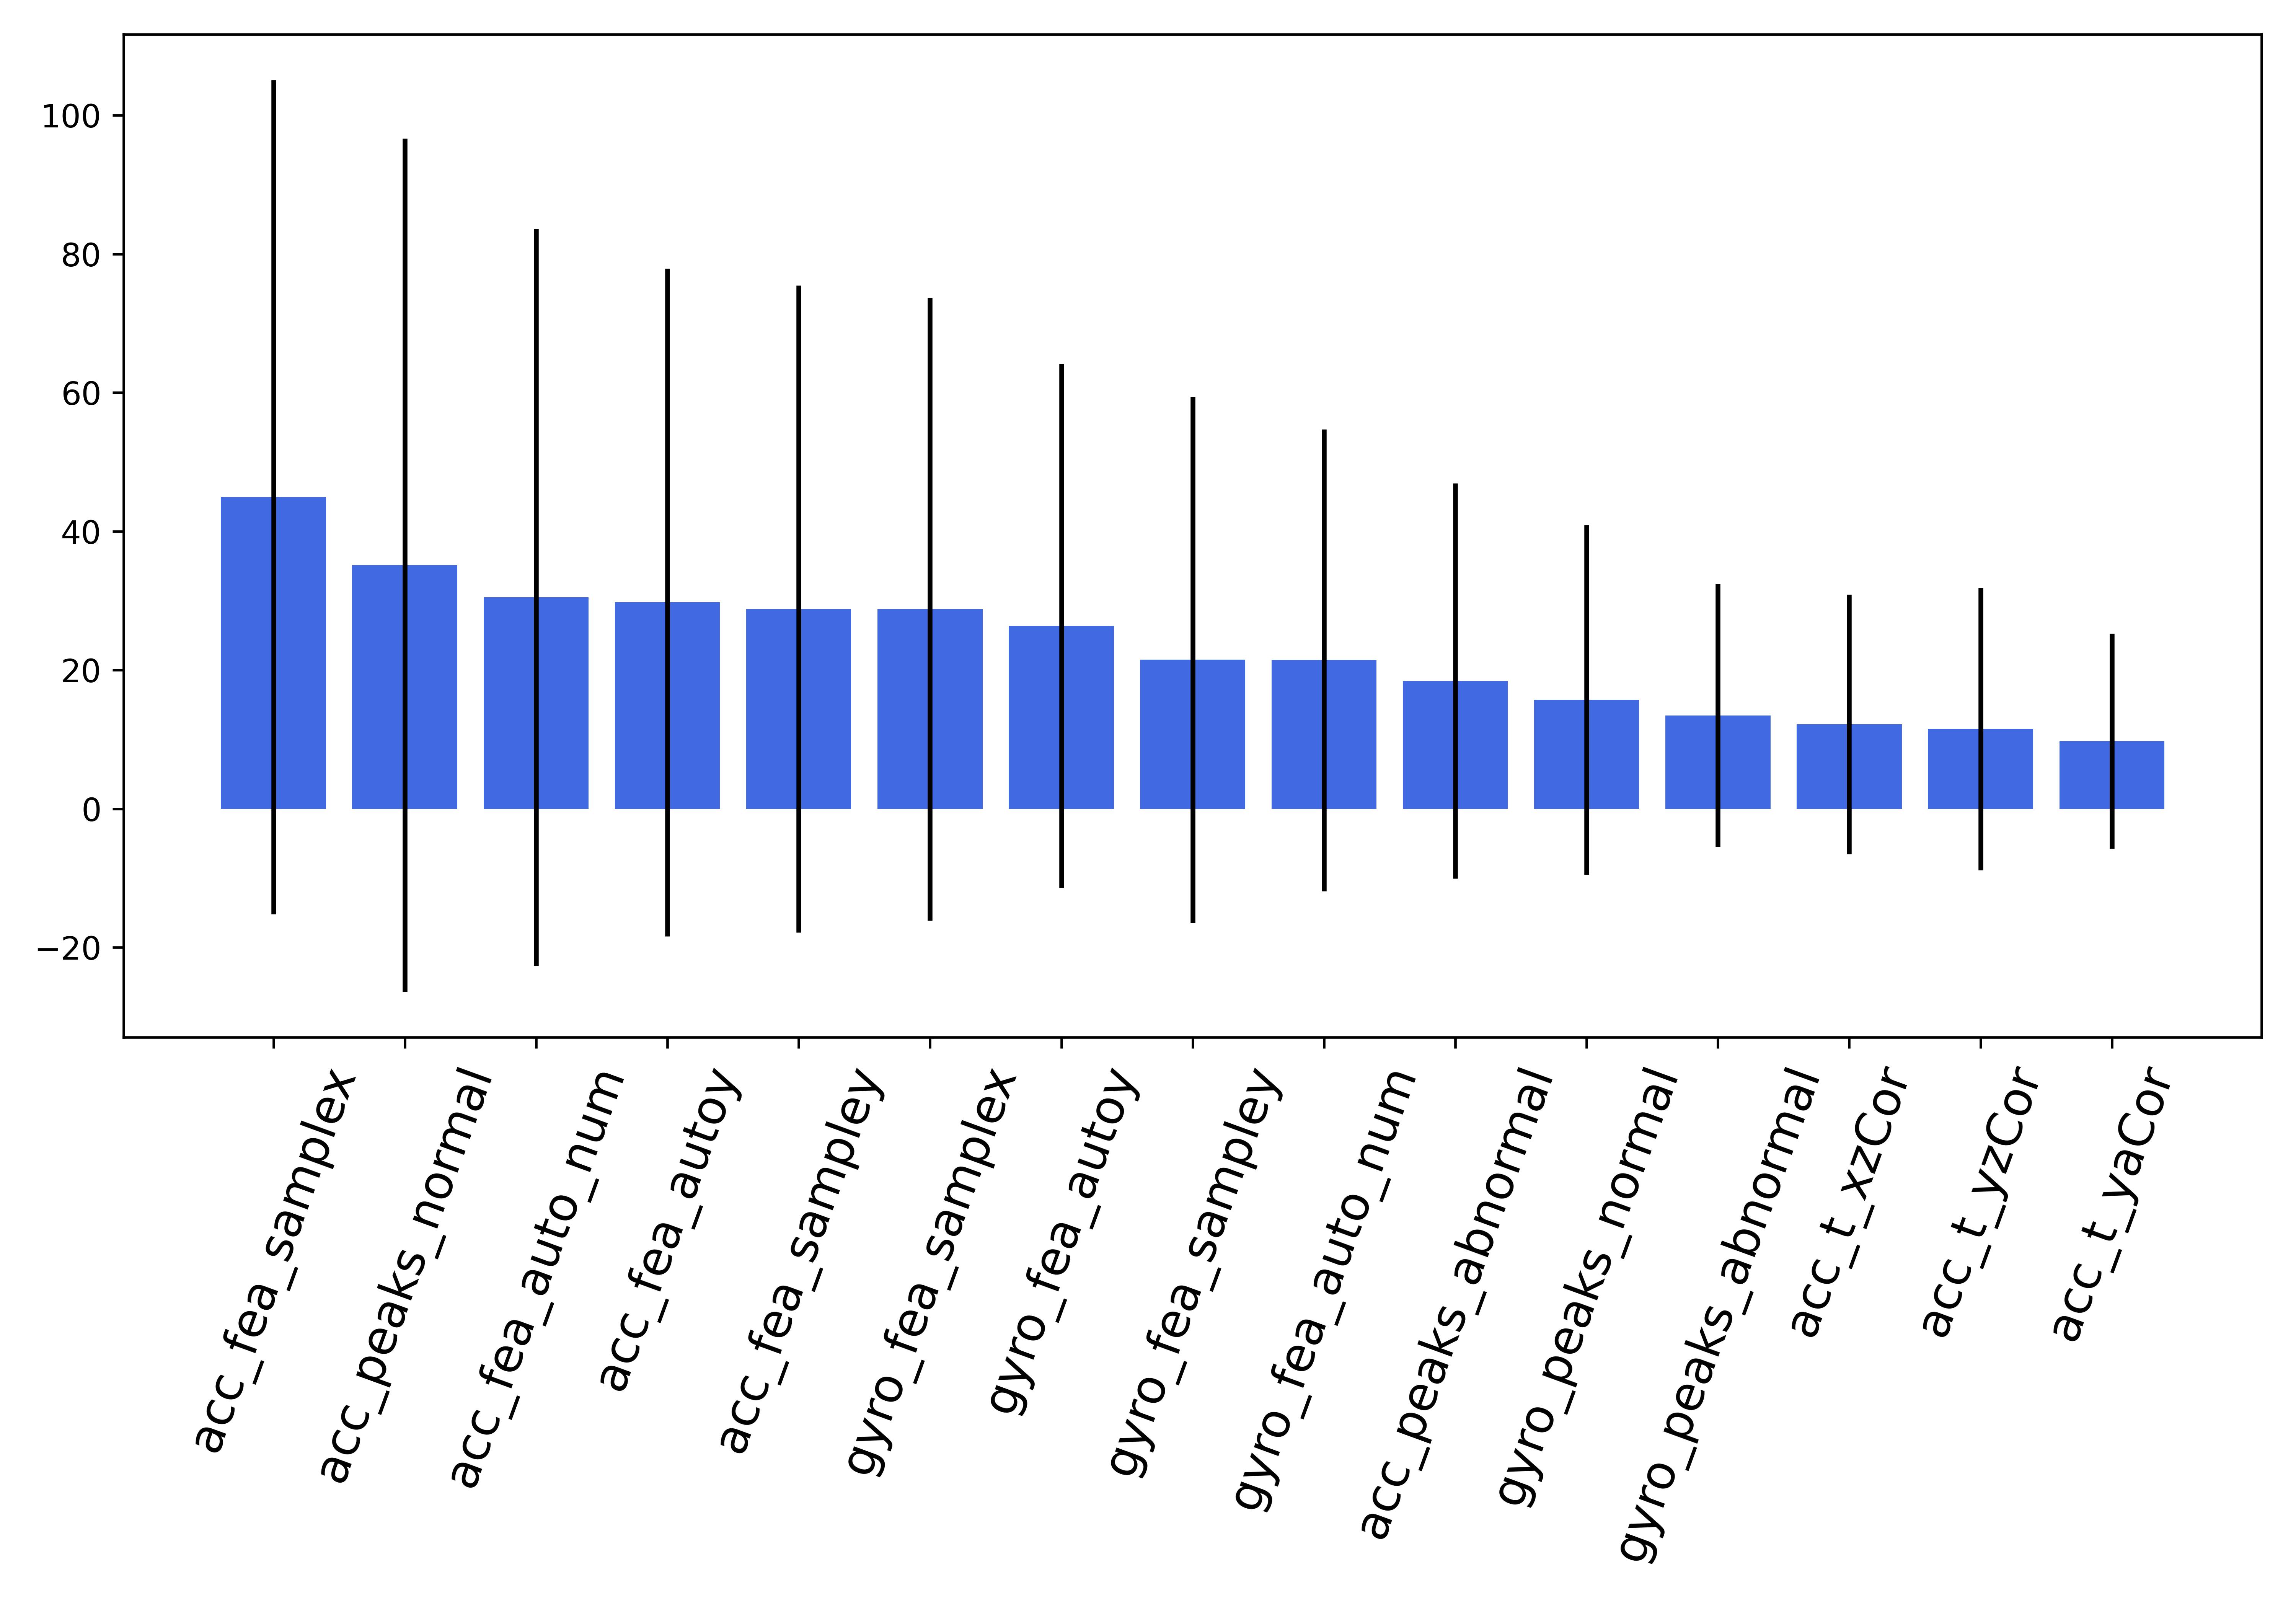 100
80
60
40
20
0
−20
acc_fea_samplex
acc_peaks_normal
acc_fea_auto_num
acc_fea_autoy
acc_fea_sampley
gyro_fea_samplex
gyro_fea_autoy
gyro_fea_sampley
gyro_fea_auto_num
acc_peaks_abnormal
gyro_peaks_normal
gyro_peaks_abnormal
acc_t_xzCor
acc_t_yzCor
acc_t_yaCor